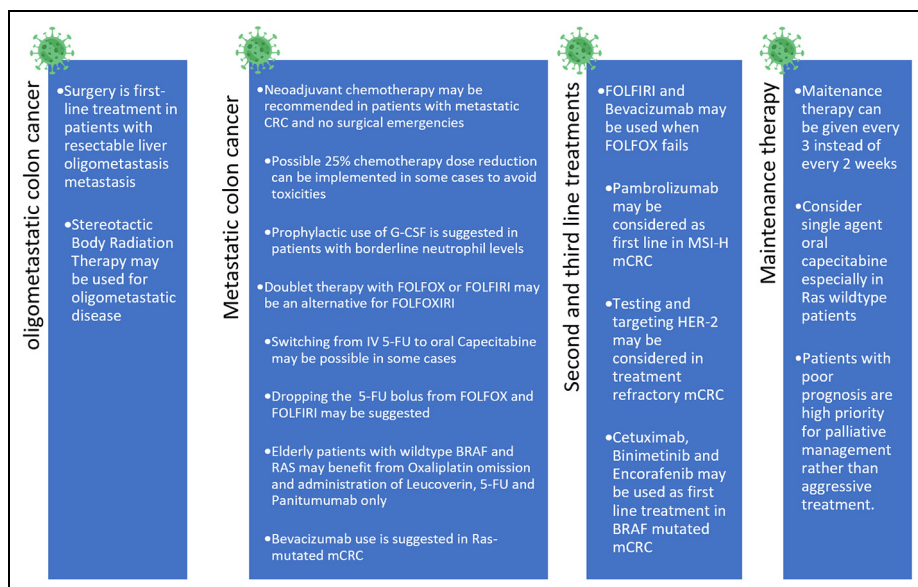 oligometastatic colon cancer
•Surgery is first-
line treatment in
patients with
resectable liver
oligometastasis
metastasis
•Stereotactic
Body Radiation
Therapy may
be used for
oligometastatic
disease
Metastatic colon cancer
•Neoadjuvant chemotherapy may be
recommended in patients with metastatic
CRC and no surgical emergencies
•Possible 25% chemotherapy dose reduction
can be implemented in some cases to avoid
toxicities
•Prophylactic use of G-CSF is suggested in
patients with borderline neutrophil levels
•Doublet therapy with FOLFOX or FOLFIRI may
be an alternative for FOLFOXIRI
•Switching from IV 5-FU to oral Capecitabine
may be possible in some cases
•Dropping the 5-FU bolus from FOLFOX and
FOLFIRI may be suggested
•Elderly patients with wildtype BRAF and
RAS may benefit from Oxaliplatin omission
and administration of Leucoverin, 5-FU and
Panitumumab only
•Bevacizumab use is suggested in Ras-
mutated mCRC
Second and third line treatments
•FOLFIRI and
Bevacizumab may
be used when
FOLFOX fails
•Pambrolizumab may
be considered as
first line in MSI-H
mCRC
•Testing and
targeting HER-2
may be
considered in
treatment
refractory mCRC
•Cetuximab,
Binimetinib and
Encorafenib may
be used as first
line treatment in
BRAF mutated
mCRC
Maintenance therapy
•Maitenance
therapy can
be given every
3 instead of
every 2 weeks
•Consider
single agent
oral
capecitabine
especially in
Ras wildtype
patients
•Patients with
poor
prognosis are
high priority
for palliative
management
rather than
aggressive
treatment.